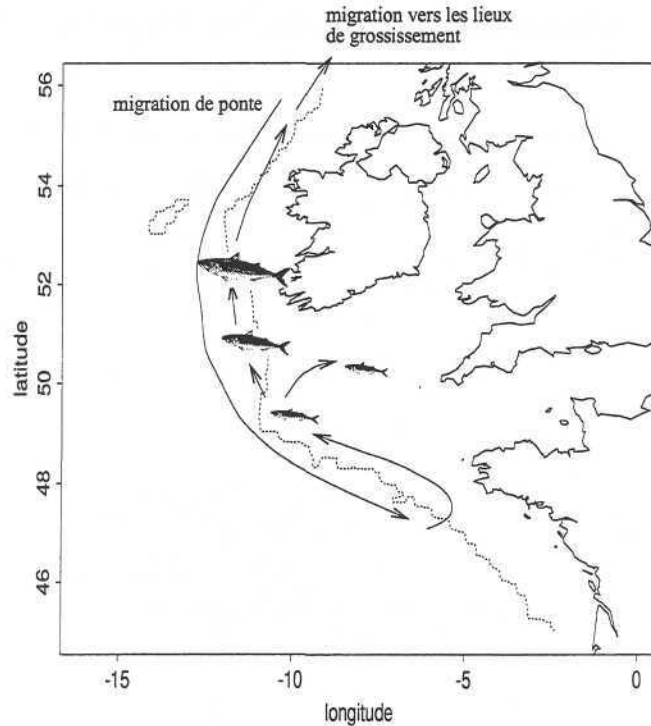 migration vers les lieux
de grossissement
migration de ponte
56
54
52
50
48
46
latitude
-15
-10
-5
0
longitude